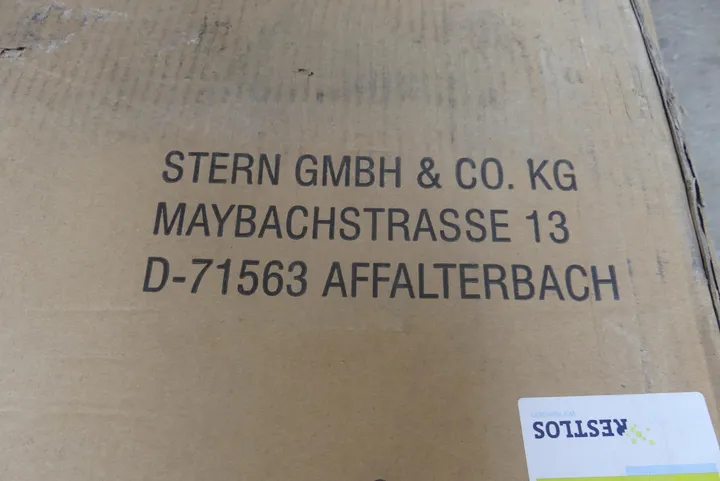 STERN GMBH & CO. KG
MAYBACHSTRASSE 13
D-71563 AFFALTERBACH
RESTLOS